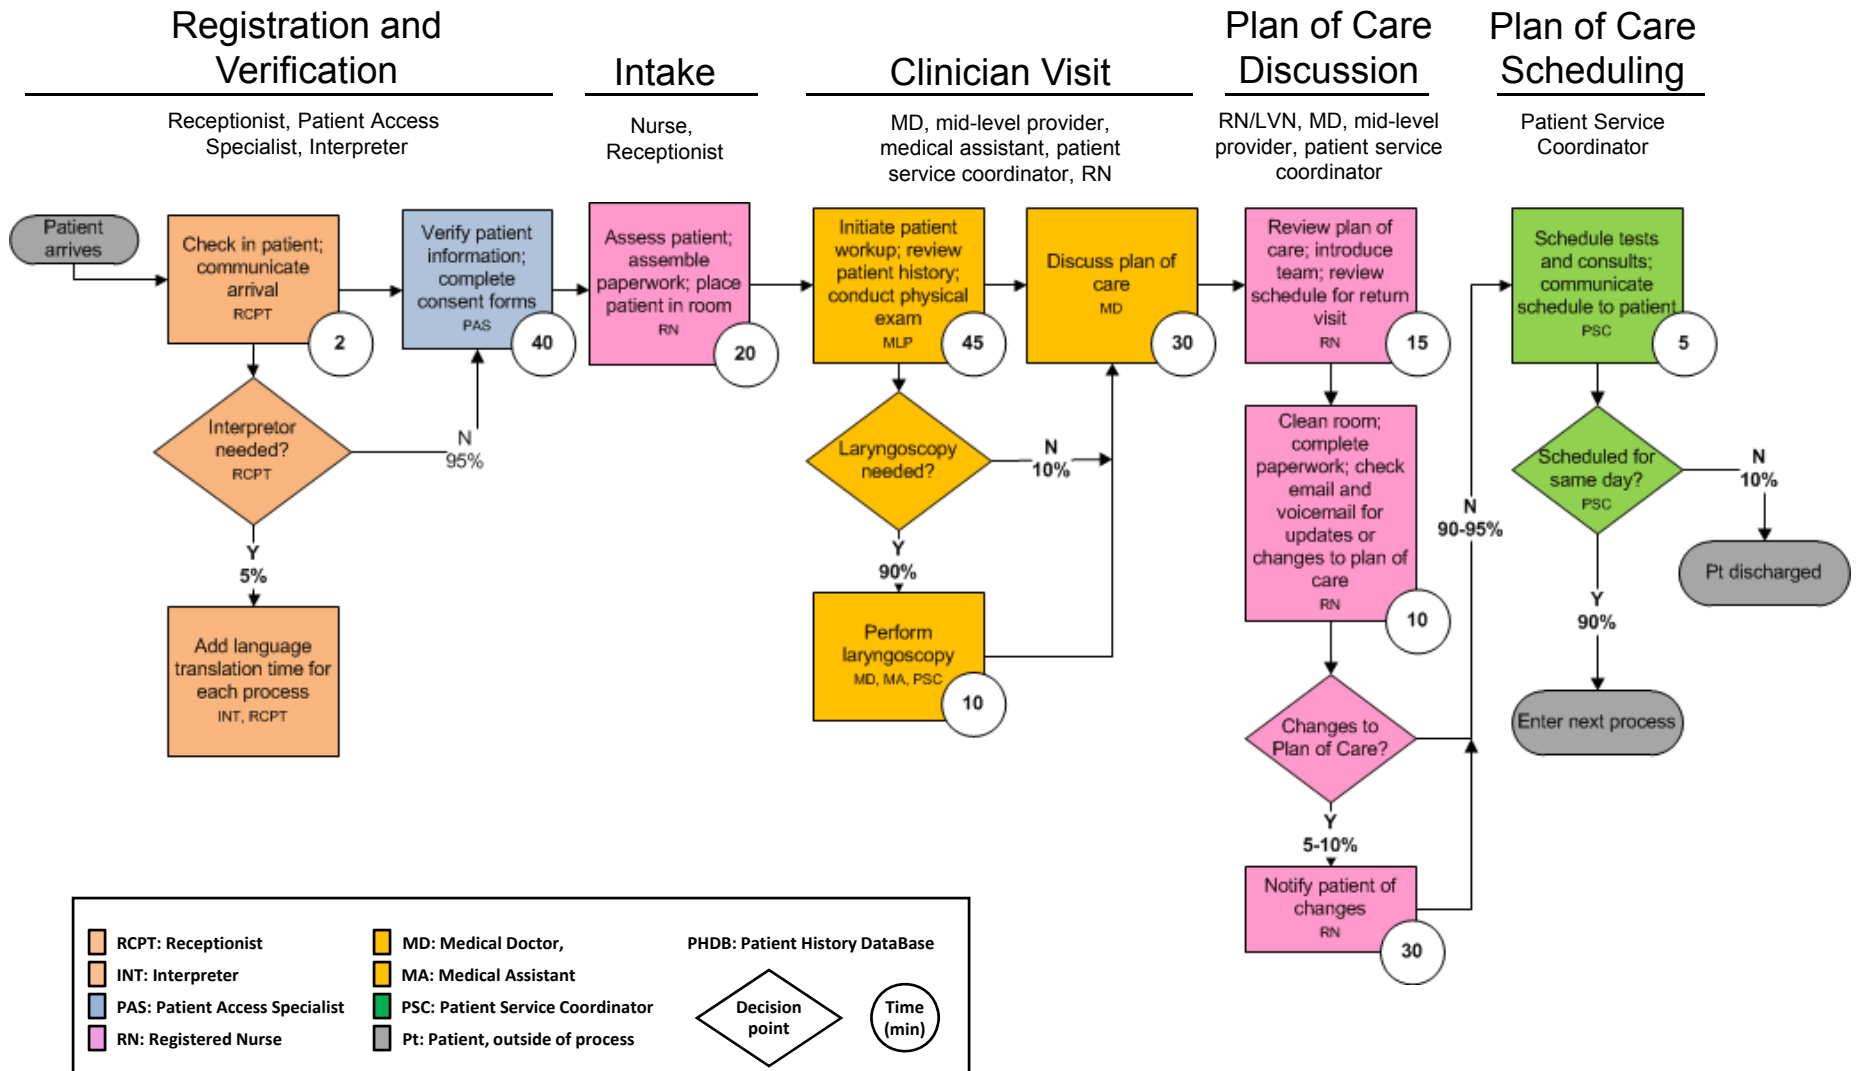 Registration and
Verification
Intake
Clinician Visit
Plan of Care
Discussion
Plan of Care
Scheduling
Receptionist, Patient Access
Specialist, Interpreter
Nurse,
Receptionist
MD, mid-level provider,
medical assistant, patient
service coordinator, RN
RN/LVN, MD, mid-level
provider, patient service
coordinator
Patient Service
Coordinator
Patient
arrives
Check in patient;
communicate
arrival
RCPT
2
Verify patient
information;
complete
consent forms
PAS
40
Assess patient;
assemble
paperwork; place
patient in room
RN
20
Initiate patient
workup; review
patient history;
conduct physical
exam
MLP
45
Discuss plan of
care
MD
30
Review plan of
care; introduce
team; review
schedule for return
visit
RN
15
Schedule tests
and consults;
communicate
schedule to patient
PSC
5
Interpretor
needed?
RCPT
N
95%
Y
5%
Add language
translation time for
each process
INT, RCPT
Laryngoscopy
needed?
N
10%
Y
90%
Perform
laryngoscopy
MD, MA, PSC
10
Clean room;
complete
paperwork; check
email and
voicemail for
updates or
changes to plan of
care
RN
10
Changes to
Plan of Care?
N
90-95%
Y
5-10%
Notify patient of
changes
RN
30
Scheduled for
same day?
PSC
N
10%
Pt discharged
Y
90%
Enter next process
RCPT: Receptionist
INT: Interpreter
PAS: Patient Access Specialist
RN: Registered Nurse
MD: Medical Doctor,
MA: Medical Assistant
PSC: Patient Service Coordinator
Pt: Patient, outside of process
PHDB: Patient History DataBase
Decision
point
Time
(min)